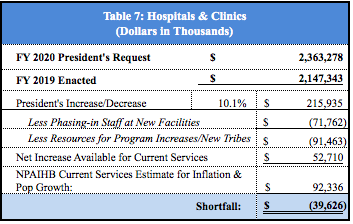 Table 7: Hospitals & Clinics
(Dollars in Thousands)
FY 2020 President's Request $ 2,363,278
FY 2019 Enacted $ 2,147,343
President's Increase/Decrease 10.1% $ 215,935
Less Phasing-in Staff at New Facilities $ (71,762)
Less Resources for Program Increases/New Tribes $ (91,463)
Net Increase Available for Current Services $ 52,710
NPAIHB Current Services Estimate for Inflation &
Pop Growth: $ 92,336
Shortfall: $ (39,626)